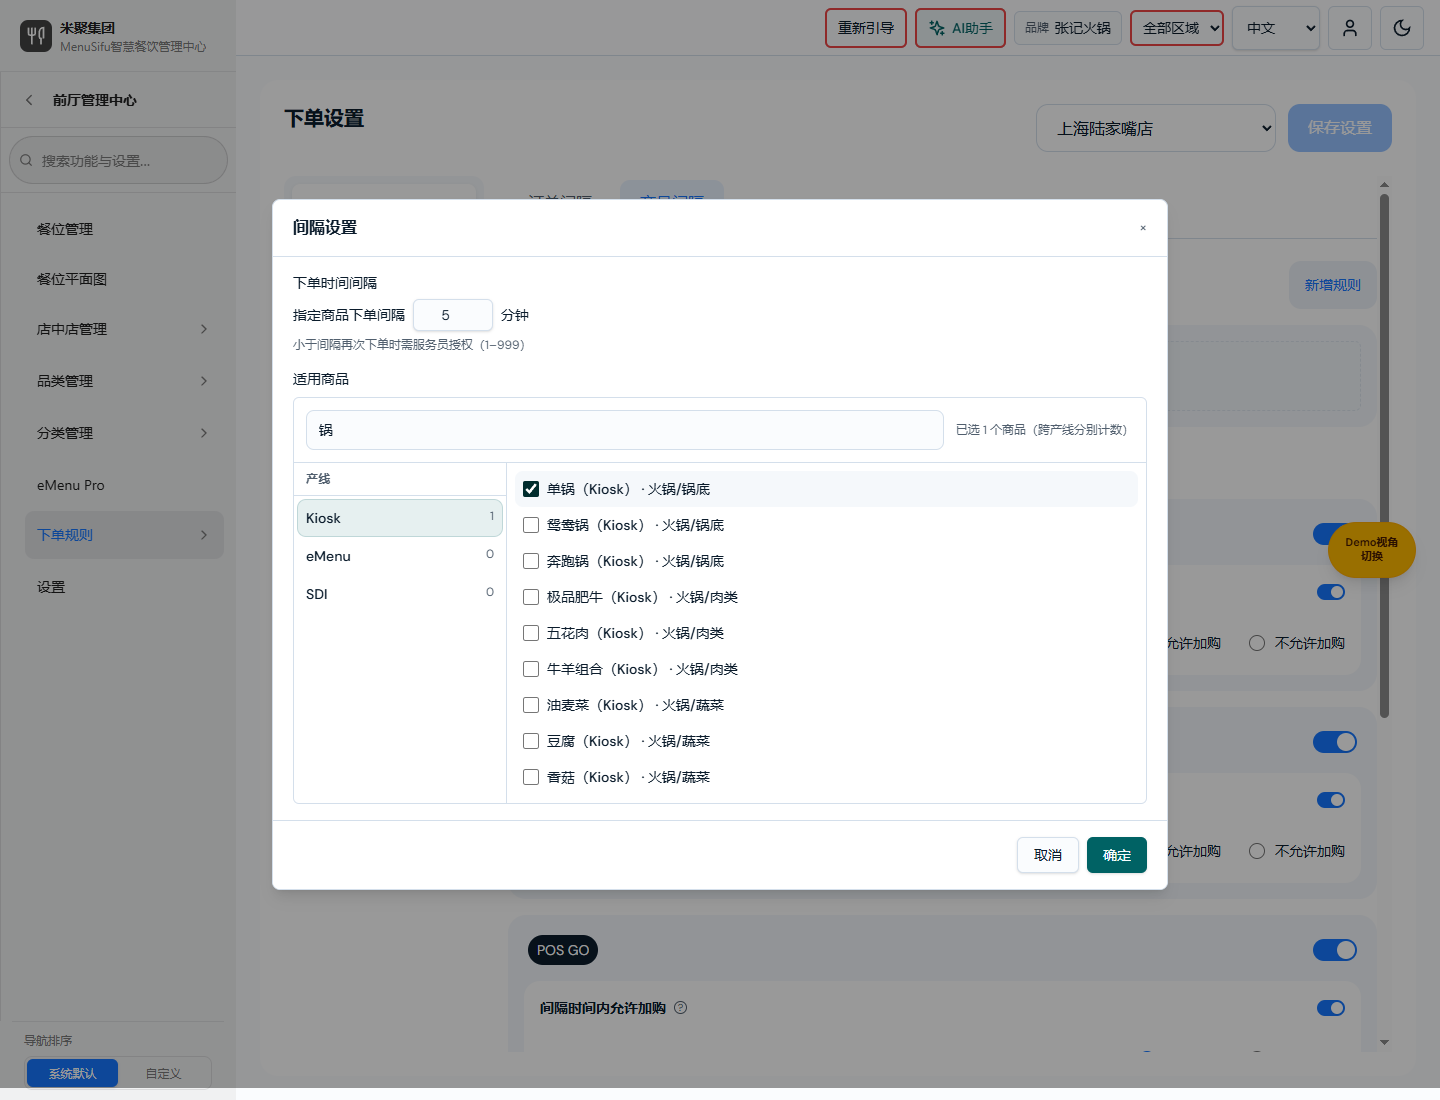 米聚集团
MenuSifu智慧餐饮管理中心
重新引导
AI助手
品牌 张记火锅
全部区域
中文
前厅管理中心
搜索功能与设置...
餐位管理
餐位平面图
店中店管理
品类管理
分类管理
eMenu Pro
下单规则
设置
导航排序
系统默认
自定义
下单设置
上海陆家嘴店
保存设置
订单间隔
商品间隔
新增规则
间隔设置
×
下单时间间隔
指定商品下单间隔 5 分钟
小于间隔再次下单时需服务员授权（1–999）
适用商品
锅
已选 1 个商品（跨产线分别计数）
产线
Kiosk 1
eMenu 0
SDI 0
单锅（Kiosk） · 火锅/锅底
鸳鸯锅（Kiosk） · 火锅/锅底
奔跑锅（Kiosk） · 火锅/锅底
极品肥牛（Kiosk） · 火锅/肉类
五花肉（Kiosk） · 火锅/肉类
牛羊组合（Kiosk） · 火锅/肉类
油麦菜（Kiosk） · 火锅/蔬菜
豆腐（Kiosk） · 火锅/蔬菜
香菇（Kiosk） · 火锅/蔬菜
取消
确定
Demo视角
切换
允许加购
不允许加购
允许加购
不允许加购
POS GO
间隔时间内允许加购 ?